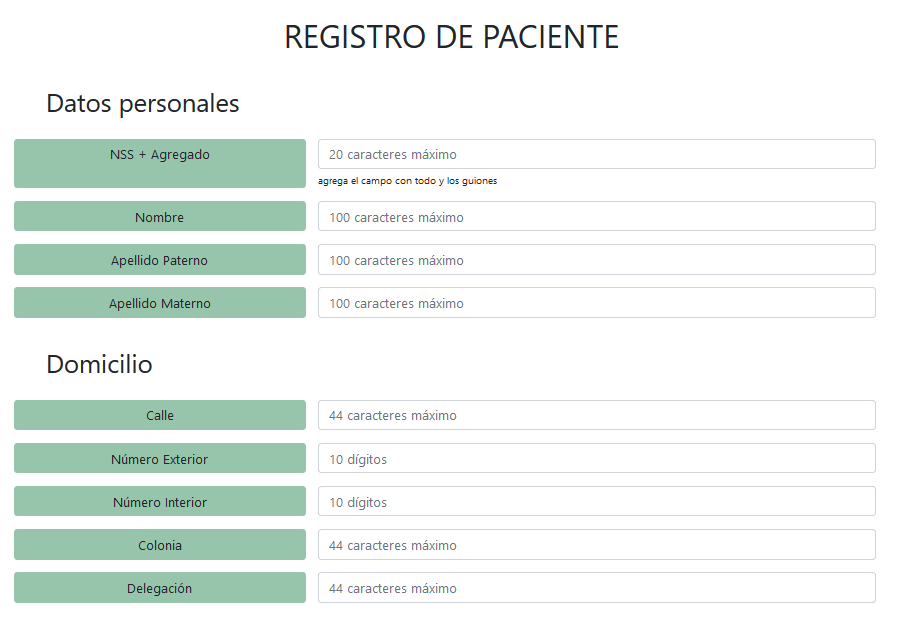 REGISTRO DE PACIENTE
Datos personales
NSS + Agregado
20 caracteres máximo
agrega el campo con todo y los guiones
Nombre
100 caracteres máximo
Apellido Paterno
100 caracteres máximo
Apellido Materno
100 caracteres máximo
Domicilio
Calle
44 caracteres máximo
Número Exterior
10 dígitos
Número Interior
10 dígitos
Colonia
44 caracteres máximo
Delegación
44 caracteres máximo